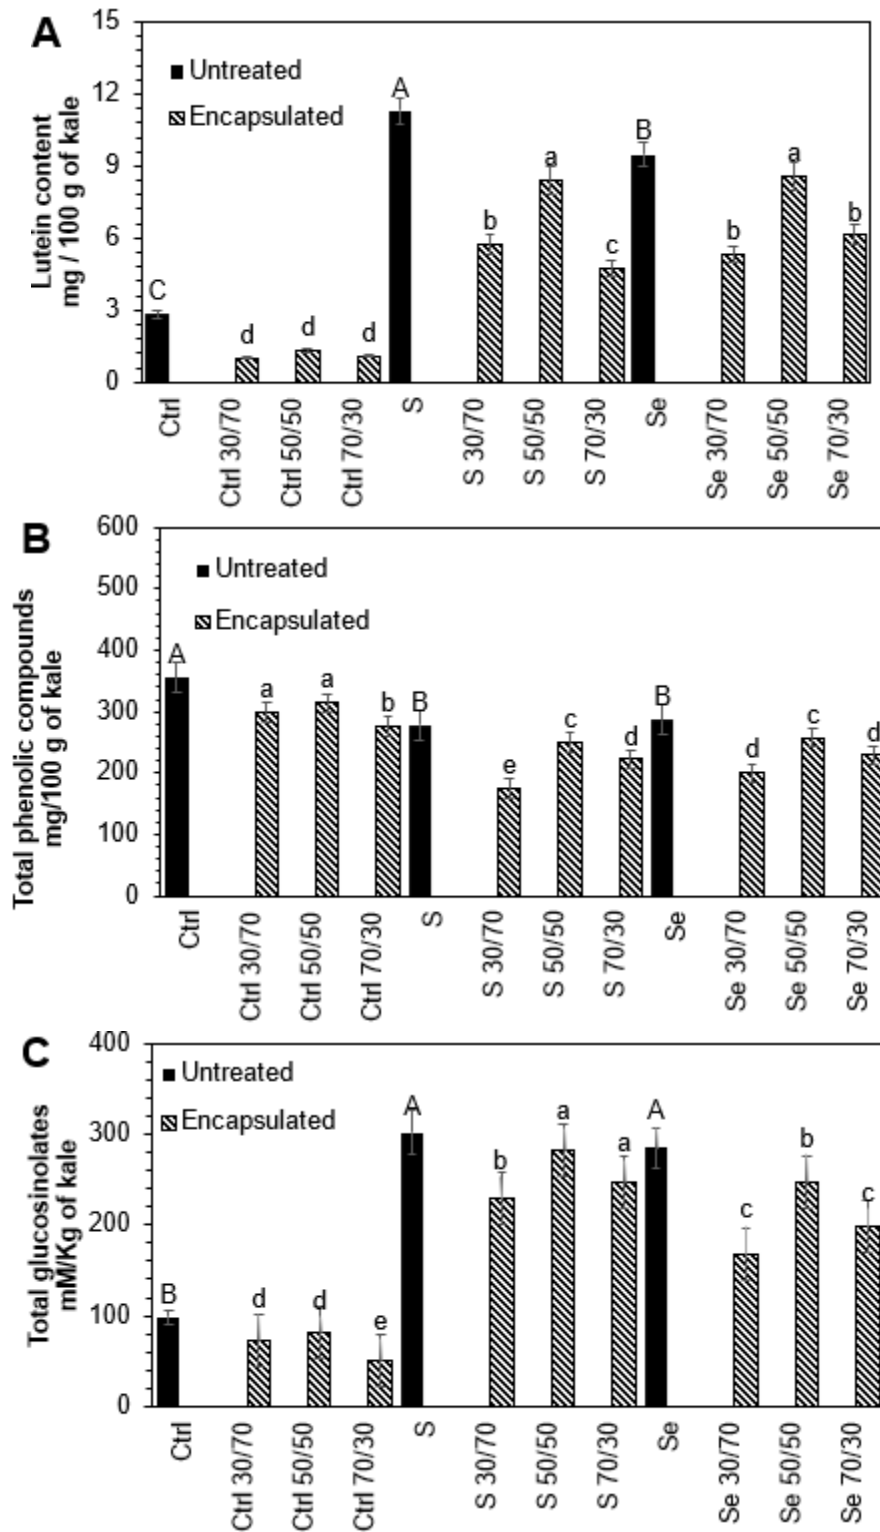 A
15
12
9
6
3
0
Lutein content
mg / 100 g of kale
Untreated
Encapsulated
C
d
d
d
A
b
a
c
B
b
a
b
Ctrl
Ctrl 30/70
Ctrl 50/50
Ctrl 70/30
S
S 30/70
S 50/50
S 70/30
Se
Se 30/70
Se 50/50
Se 70/30
B
600
500
400
300
200
100
0
Total phenolic compounds
mg/100 g of kale
Untreated
Encapsulated
A
a
a
b
B
e
c
d
B
d
c
d
Ctrl
Ctrl 30/70
Ctrl 50/50
Ctrl 70/30
S
S 30/70
S 50/50
S 70/30
Se
Se 30/70
Se 50/50
Se 70/30
C
400
300
200
100
0
Total glucosinolates
mM/Kg of kale
Untreated
Encapsulated
B
d
d
e
A
b
a
a
A
c
b
c
Ctrl
Ctrl 30/70
Ctrl 50/50
Ctrl 70/30
S
S 30/70
S 50/50
S 70/30
Se
Se 30/70
Se 50/50
Se 70/30